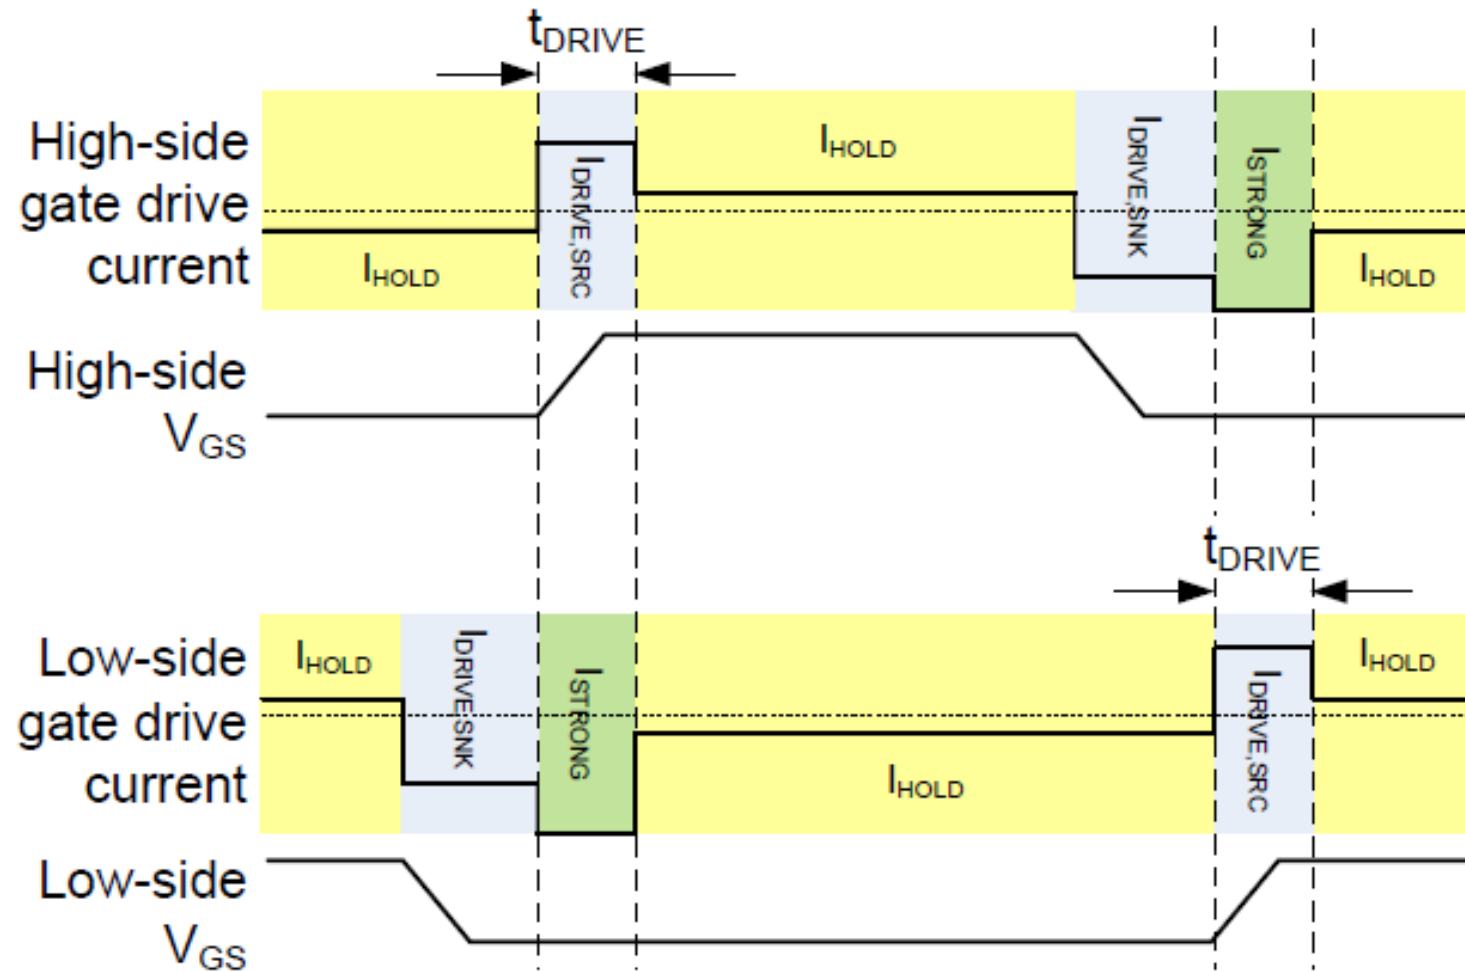 tDRIVE
High-side
gate drive
current
IHOLD
IDRIVE,SRC
IHOLD
IDRIVE,SNK
ISTRONG
IHOLD
High-side
VGS
tDRIVE
Low-side
gate drive
current
IHOLD
IDRIVE,SNK
ISTRONG
IHOLD
IDRIVE,SRC
IHOLD
Low-side
VGS